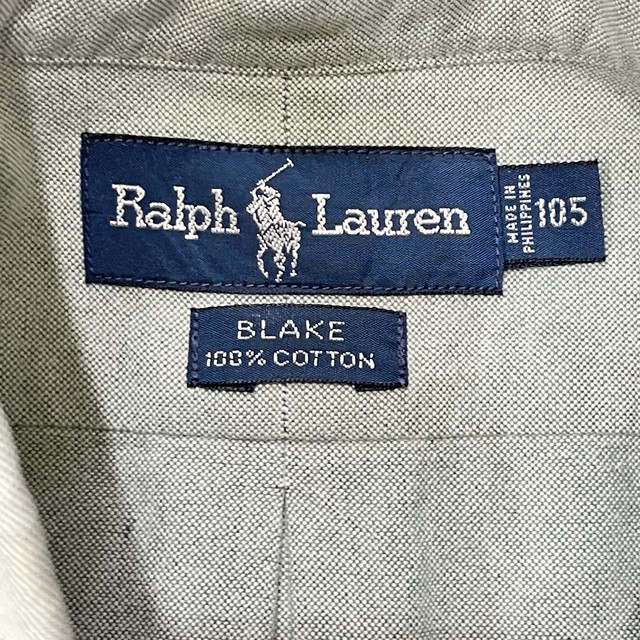 Ralph Lauren
MADE IN
PHILIPPINES
105
BLAKE
100% COTTON